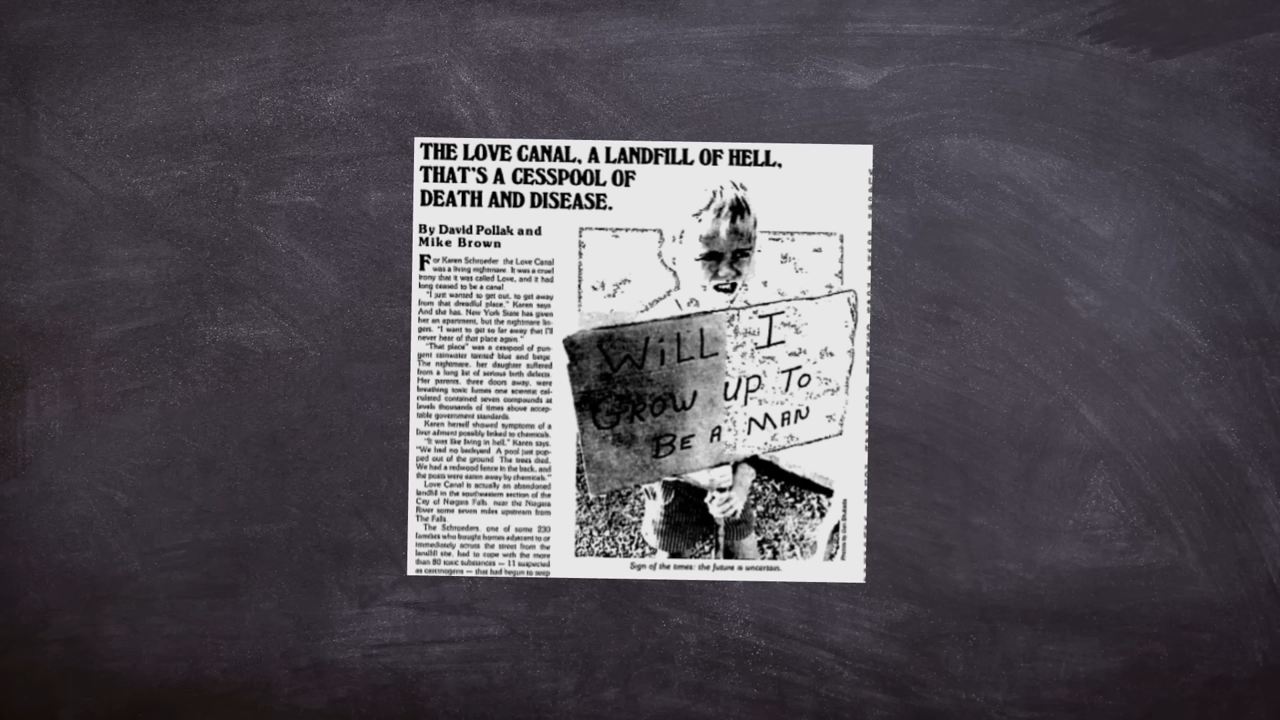 THE LOVE CANAL, A LANDFILL OF HELL,
THAT'S A CESSPOOL OF
DEATH AND DISEASE.
By David Pollak and
Mike Brown
For Karen Schroeder the Love Canal
was a living nightmare. It was a cruel
irony that it was called Love, and it had
long ceased to be a canal
"I just wanted to get out, to get away
from that dreadful place," Karen says.
And she has. New York State has given
her an apartment, but the nightmare lin-
gers. "I want to get so far away that I'll
never hear of that place again."
"That place" was a cesspool of pun-
gent rainwater tainted blue and beige.
The nightmare, her daughter suffered
from a long list of serious birth defects.
Her parents, three doors away, were
breathing toxic fumes one scientist cal-
culated contained seven compounds at
levels thousands of times above accep-
table government standards.
Karen herself showed symptoms of a
liver ailment possibly linked to chemicals.
"It was like living in hell," Karen says.
"We had no backyard. A pool just pop-
ped out of the ground. The trees died.
We had a redwood fence in the back, and
the posts were eaten away by chemicals."
Love Canal is actually an abandoned
landfill in the southeastern section of the
City of Niagara Falls, near the Niagara
River some seven miles upstream from
The Falls.
The Schroeders, one of some 230
families who bought homes adjacent to or
immediately across the street from the
landfill site, had to cope with the more
than 80 toxic substances — 11 suspected
as carcinogens — that had begun to seep
WiLL I
GROW UP To
BE A MAN
Sign of the times: the future is uncertain.